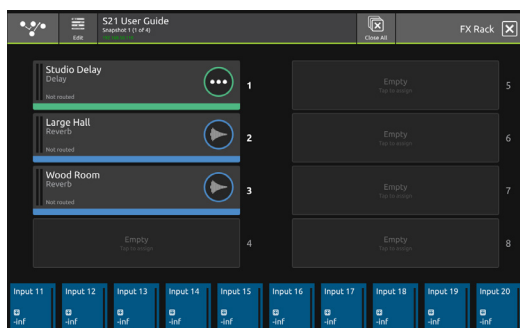 S21 User Guide
Snapshot 1 (1 of 4)
Edit
Close All
FX Rack
Studio Delay
Delay
Not routed
1
Large Hall
Reverb
Not routed
2
Wood Room
Reverb
Not routed
3
Empty
Tap to assign
4
Empty
Tap to assign
5
Empty
Tap to assign
6
Empty
Tap to assign
7
Empty
Tap to assign
8
Input 11
-inf
Input 12
-inf
Input 13
-inf
Input 14
-inf
Input 15
-inf
Input 16
-inf
Input 17
-inf
Input 18
-inf
Input 19
-inf
Input 20
-inf